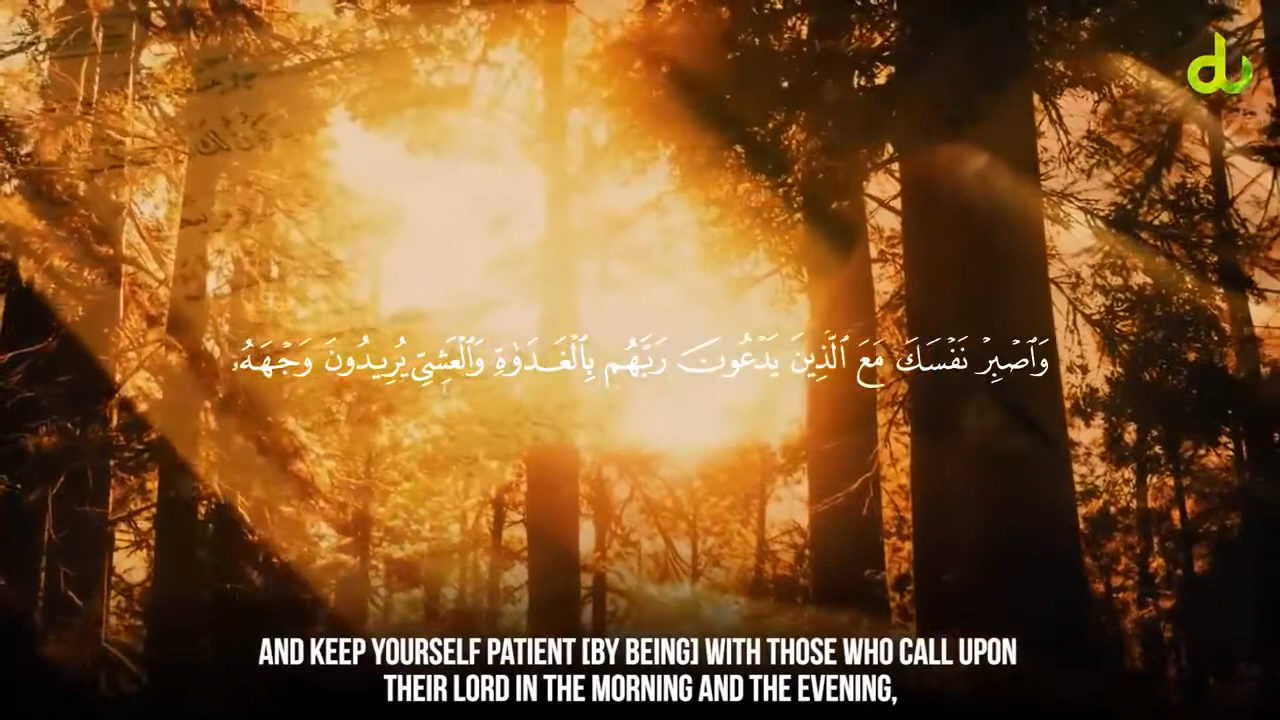 وَٱصْبِرْ نَفْسَكَ مَعَ ٱلَّذِينَ يَدْعُونَ رَبَّهُم بِٱلْغَدَوٰةِ وَٱلْعَشِىِّ يُرِيدُونَ وَجْهَهُۥ
AND KEEP YOURSELF PATIENT [BY BEING] WITH THOSE WHO CALL UPON
THEIR LORD IN THE MORNING AND THE EVENING,